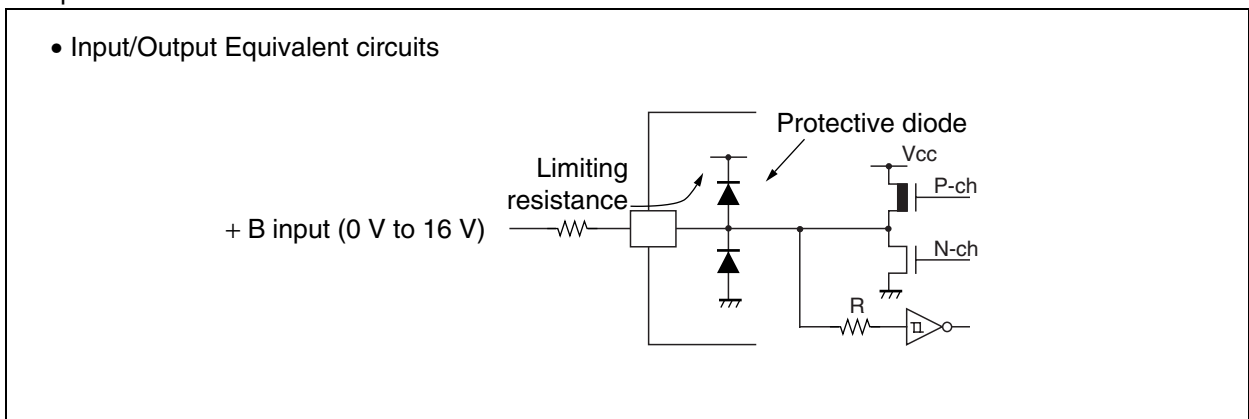 • Input/Output Equivalent circuits
Protective diode
Limiting
resistance
Vcc
P-ch
+ B input (0 V to 16 V)
N-ch
R